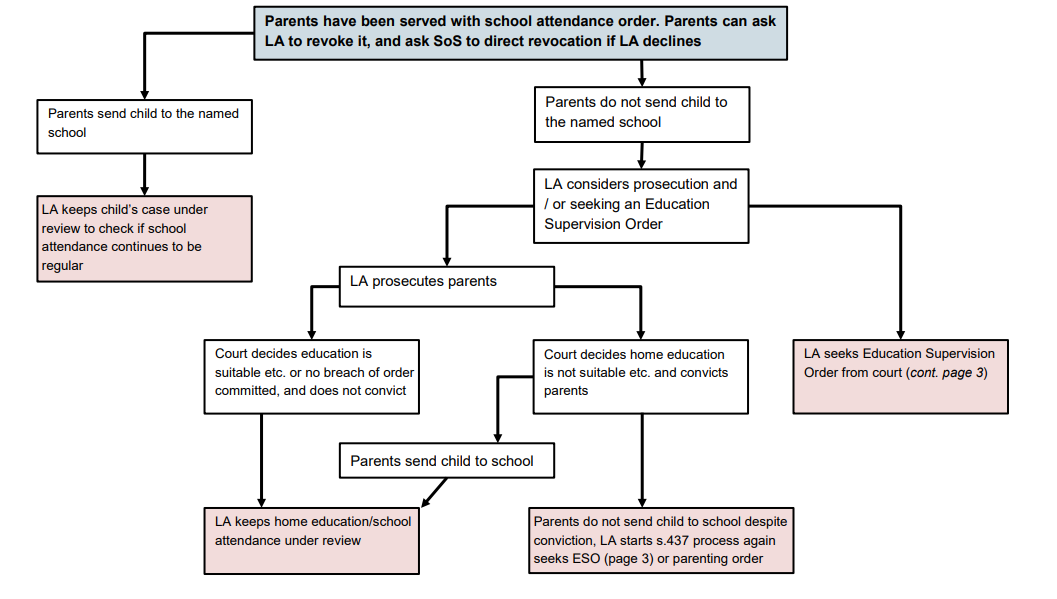 Parents have been served with school attendance order. Parents can ask
LA to revoke it, and ask SoS to direct revocation if LA declines
Parents send child to the named
school
Parents do not send child to
the named school
LA considers prosecution and
/ or seeking an Education
Supervision Order
LA keeps child's case under
review to check if school
attendance continues to be
regular
LA prosecutes parents
Court decides education is
suitable etc. or no breach of order
committed, and does not convict
Court decides home education
is not suitable etc. and convicts
parents
LA seeks Education Supervision
Order from court (cont. page 3)
Parents send child to school
LA keeps home education/school
attendance under review
Parents do not send child to school despite
conviction, LA starts s.437 process again
seeks ESO (page 3) or parenting order